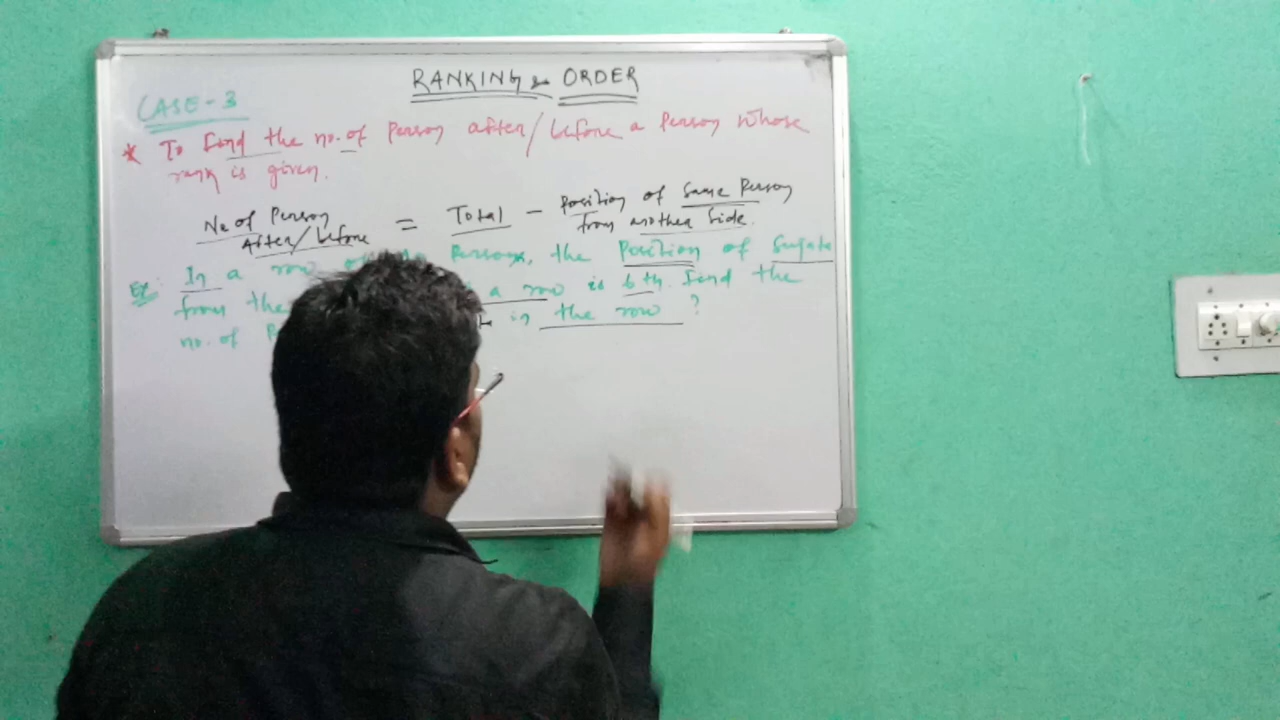 RANKING & ORDER
CASE - 3
* To find the no. of Person after/before a Person whose
rank is given.
No of Person
After/before = Total - Position of Same Person
from another Side.
Ex: In a row Persons, the Position of Sujata
from the a row is 6th. Find the
no. of in the row ?